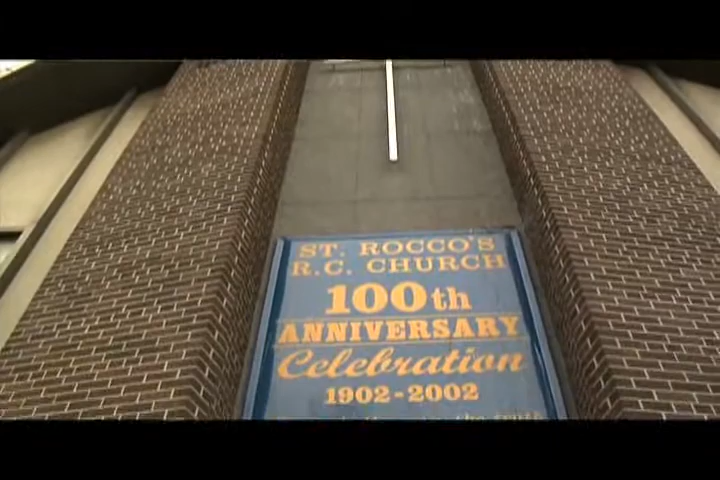 ST. ROCCO'S
R.C. CHURCH
100th
ANNIVERSARY
Celebration
1902-2002